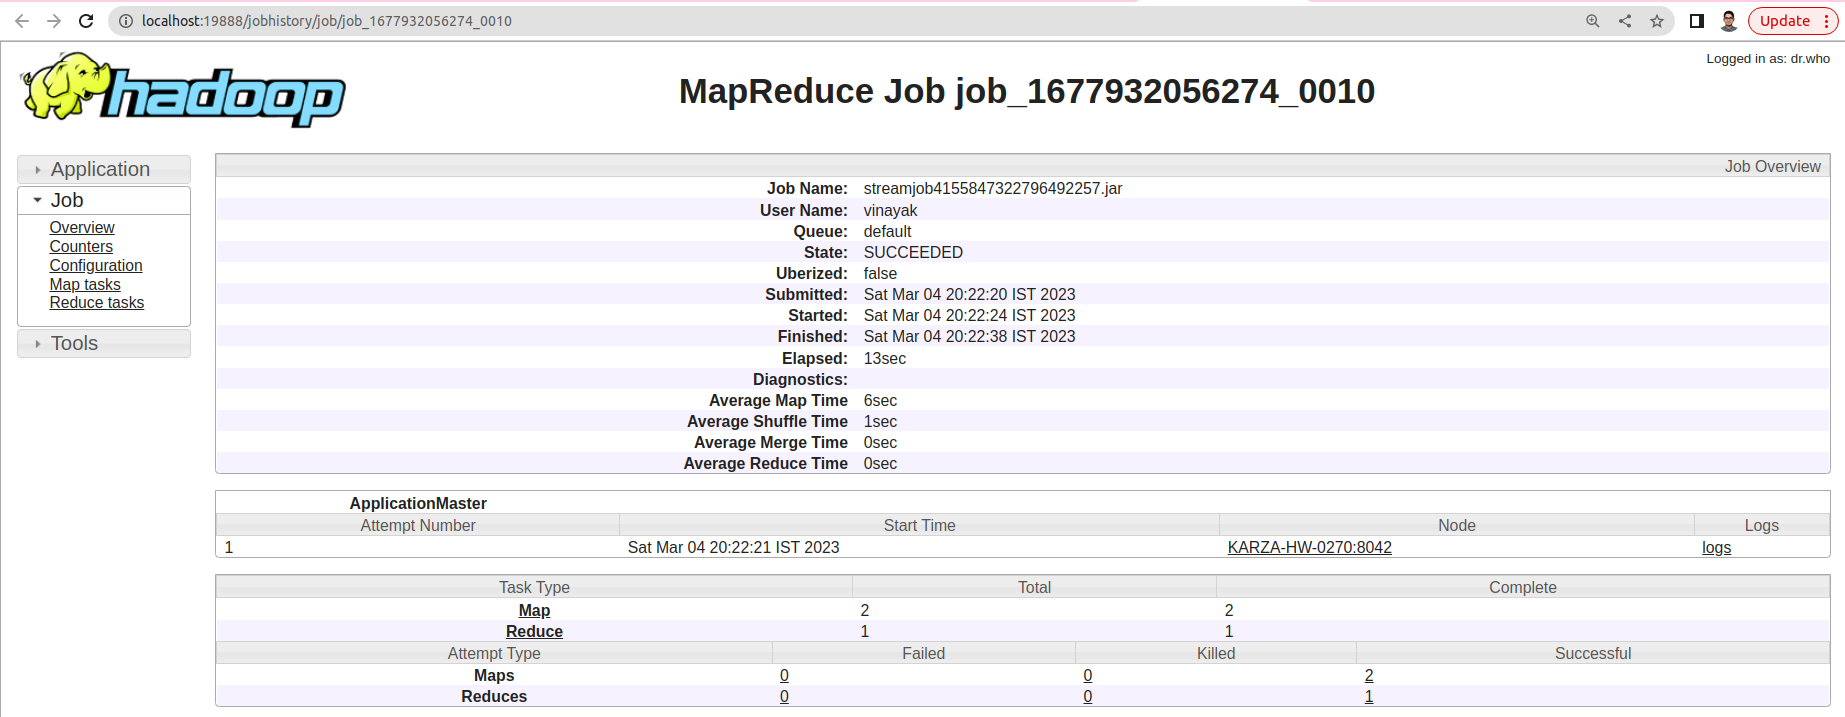 localhost:19888/jobhistory/job/job_1677932056274_0010
Update
Logged in as: dr.who
hadoop
MapReduce Job job_1677932056274_0010
Application
Job
Overview
Counters
Configuration
Map tasks
Reduce tasks
Tools
Job Overview
Job Name: streamjob4155847322796492257.jar
User Name: vinayak
Queue: default
State: SUCCEEDED
Uberized: false
Submitted: Sat Mar 04 20:22:20 IST 2023
Started: Sat Mar 04 20:22:24 IST 2023
Finished: Sat Mar 04 20:22:38 IST 2023
Elapsed: 13sec
Diagnostics:
Average Map Time 6sec
Average Shuffle Time 1sec
Average Merge Time 0sec
Average Reduce Time 0sec
ApplicationMaster
Attempt Number Start Time Node Logs
1 Sat Mar 04 20:22:21 IST 2023 KARZA-HW-0270:8042 logs
Task Type Total Complete
Map 2 2
Reduce 1 1
Attempt Type Failed Killed Successful
Maps 0 0 2
Reduces 0 0 1